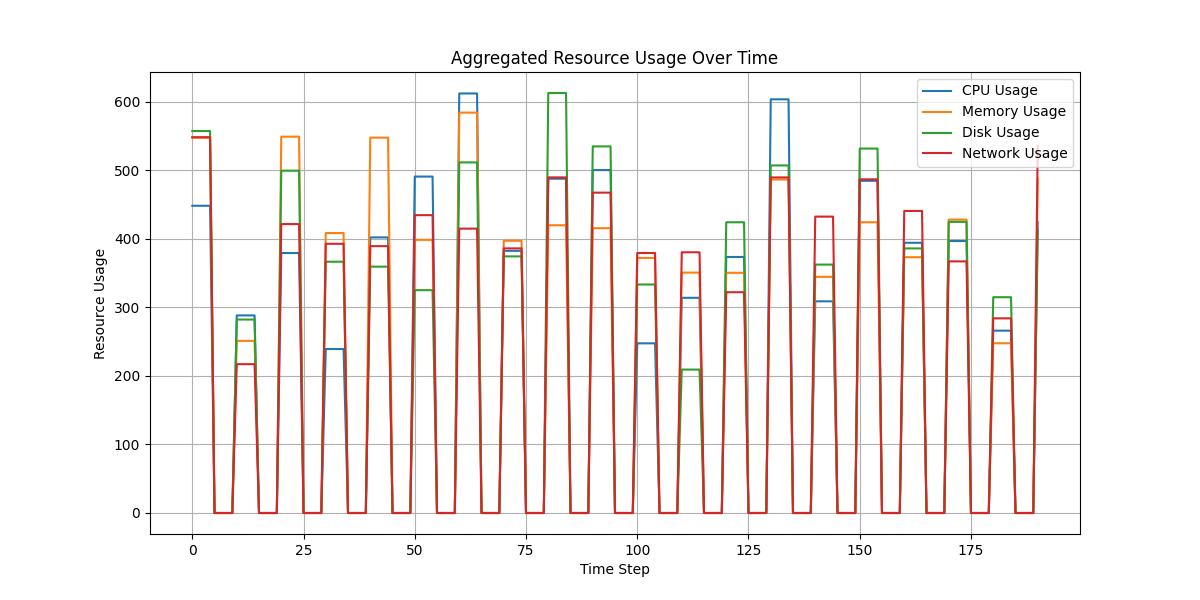 Aggregated Resource Usage Over Time
CPU Usage
Memory Usage
Disk Usage
Network Usage
Resource Usage
600
500
400
300
200
100
0
0 25 50 75 100 125 150 175
Time Step